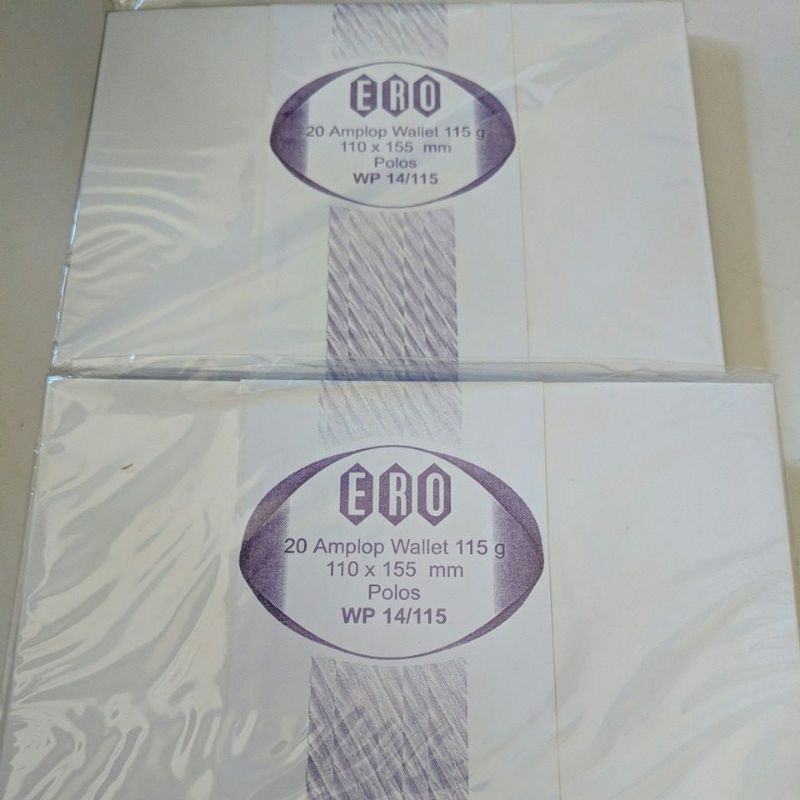 ERO
20 Amplop Wallet 115 g
110 x 155 mm
Polos
WP 14/115
ERO
20 Amplop Wallet 115 g
110 x 155 mm
Polos
WP 14/115